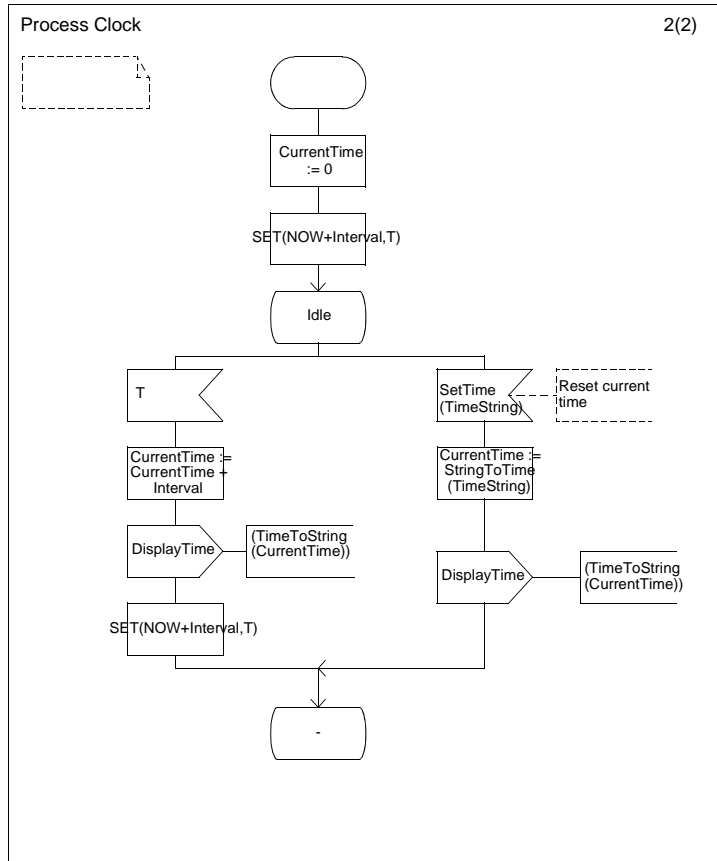 Process Clock
2(2)
CurrentTime
:= 0
SET(NOW+Interval,T)
Idle
T
SetTime
(TimeString)
Reset current
time
CurrentTime :=
CurrentTime +
Interval
CurrentTime :=
StringToTime
(TimeString)
DisplayTime
(TimeToString
(CurrentTime))
DisplayTime
(TimeToString
(CurrentTime))
SET(NOW+Interval,T)
-